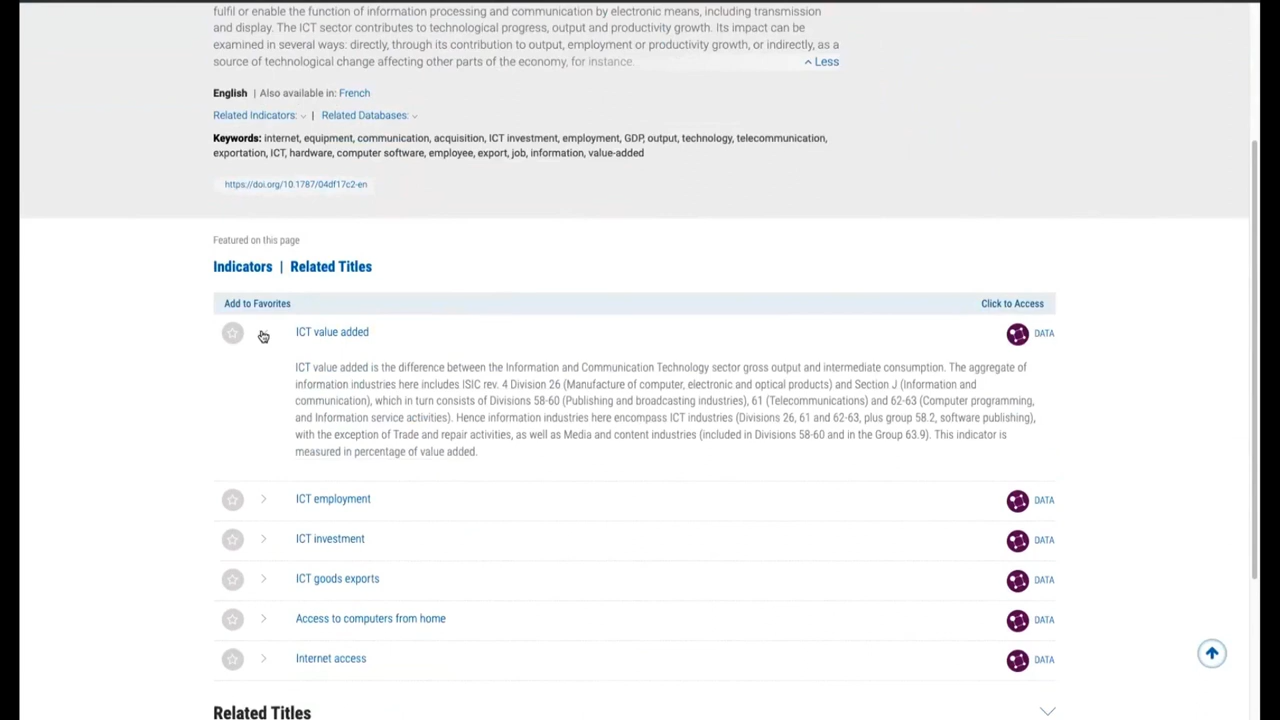 fulfil or enable the function of information processing and communication by electronic means, including transmission
and display. The ICT sector contributes to technological progress, output and productivity growth. Its impact can be
examined in several ways: directly, through its contribution to output, employment or productivity growth, or indirectly, as a
source of technological change affecting other parts of the economy, for instance.
Less
English | Also available in: French
Related Indicators: | Related Databases:
Keywords: internet, equipment, communication, acquisition, ICT investment, employment, GDP, output, technology, telecommunication,
exportation, ICT, hardware, computer software, employee, export, job, information, value-added
https://doi.org/10.1787/04df17c2-en
Featured on this page
Indicators | Related Titles
Add to Favorites Click to Access
ICT value added DATA
ICT value added is the difference between the Information and Communication Technology sector gross output and intermediate consumption. The aggregate of
information industries here includes ISIC rev. 4 Division 26 (Manufacture of computer, electronic and optical products) and Section J (Information and
communication), which in turn consists of Divisions 58-60 (Publishing and broadcasting industries), 61 (Telecommunications) and 62-63 (Computer programming,
and Information service activities). Hence information industries here encompass ICT industries (Divisions 26, 61 and 62-63, plus group 58.2, software publishing),
with the exception of Trade and repair activities, as well as Media and content industries (included in Divisions 58-60 and in the Group 63.9). This indicator is
measured in percentage of value added.
ICT employment DATA
ICT investment DATA
ICT goods exports DATA
Access to computers from home DATA
Internet access DATA
Related Titles